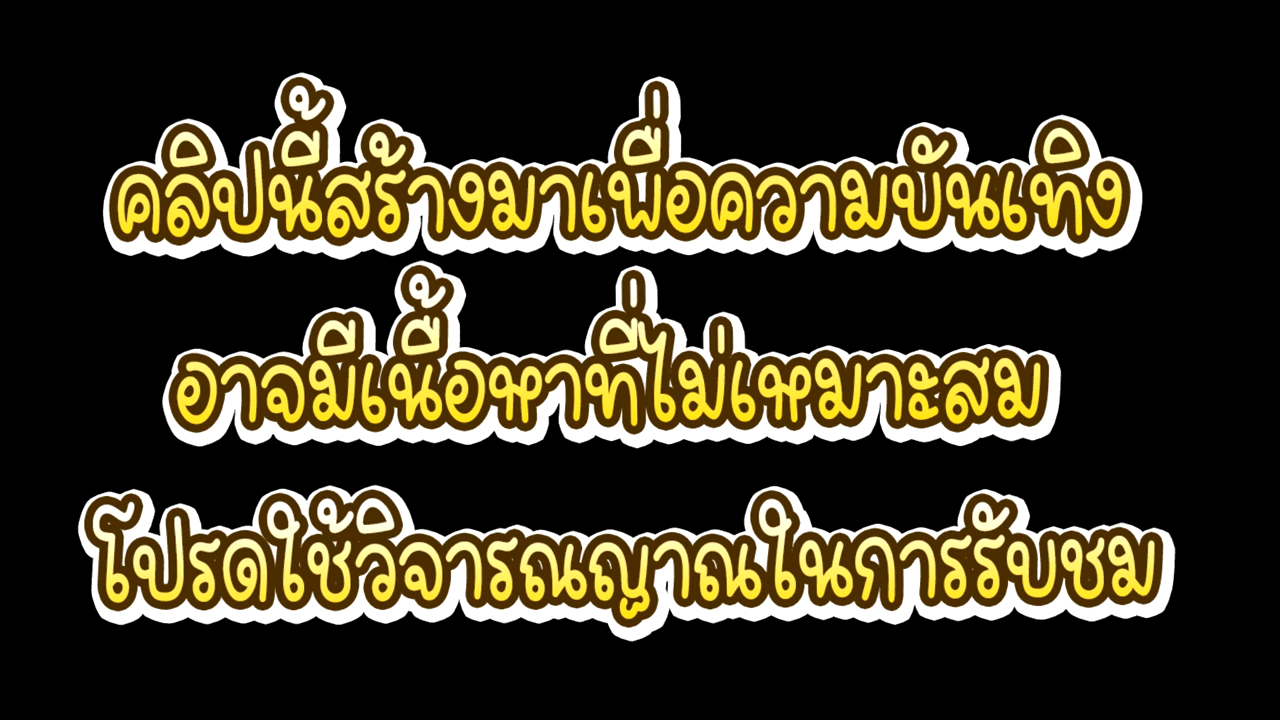 คลิปนี้สร้างมาเพื่อความบันเทิง
อาจมีเนื้อหาที่ไม่เหมาะสม
โปรดใช้วิจารณญาณในการรับชม